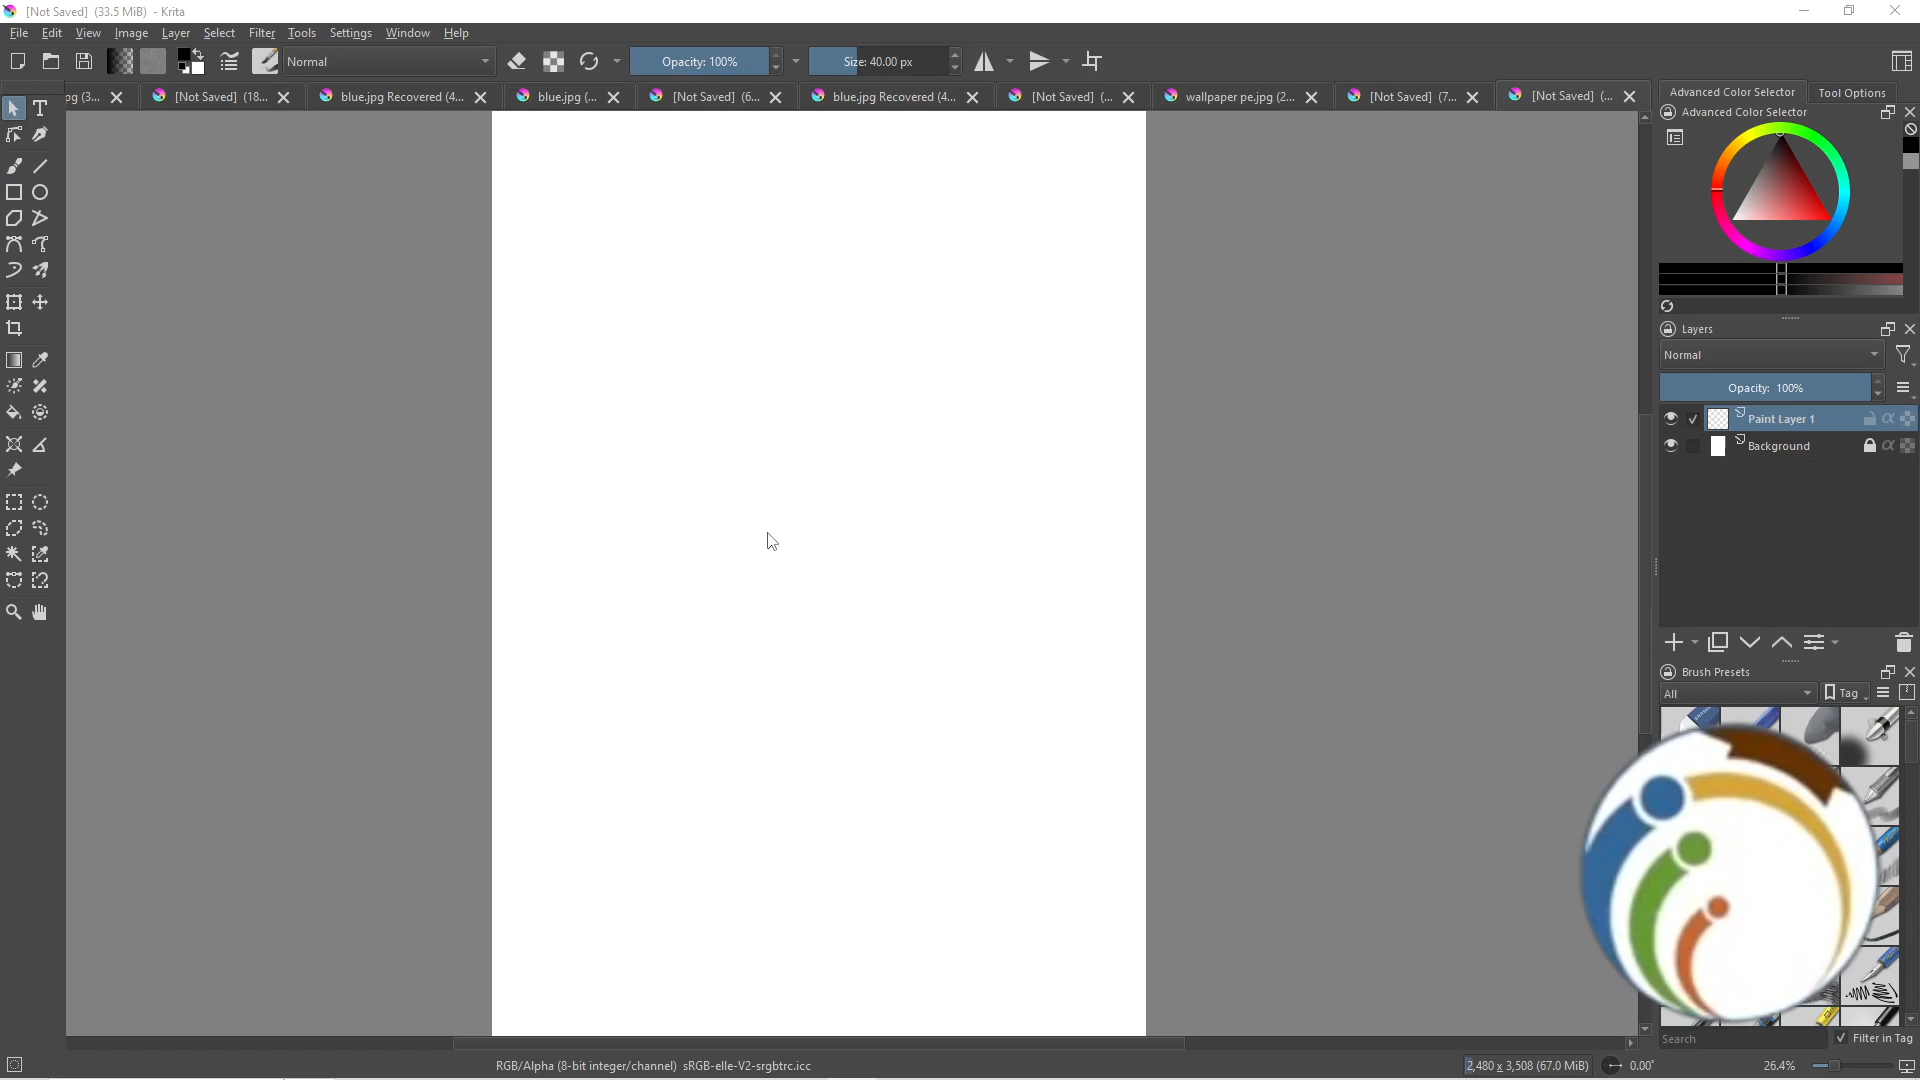 [Not Saved] (33.5 MiB) - Krita
File Edit View Image Layer Select Filter Tools Settings Window Help
Normal
Opacity: 100%
Size: 40.00 px
pg (3...
[Not Saved] (18...
blue.jpg Recovered (4...
blue.jpg (...
[Not Saved] (6...
blue.jpg Recovered (4...
[Not Saved] (...
wallpaper pe.jpg (2...
[Not Saved] (7...
[Not Saved] (...
Advanced Color Selector
Tool Options
Advanced Color Selector
Layers
Normal
Opacity: 100%
Paint Layer 1
Background
Brush Presets
All
Tag
Search
Filter in Tag
RGB/Alpha (8-bit integer/channel) sRGB-elle-V2-srgbtrc.icc
2,480 x 3,508 (67.0 MiB)
0.00°
26.4%